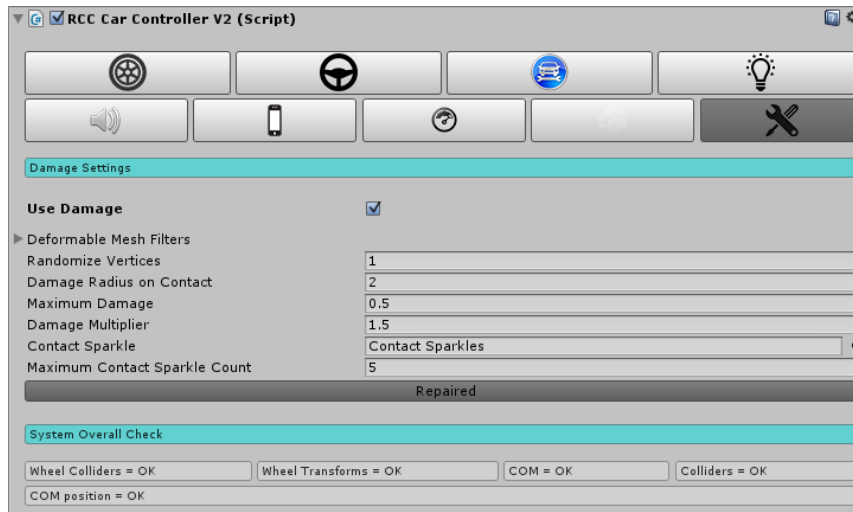 RCC Car Controller V2 (Script)
Damage Settings
Use Damage
Deformable Mesh Filters
Randomize Vertices 1
Damage Radius on Contact 2
Maximum Damage 0.5
Damage Multiplier 1.5
Contact Sparkle Contact Sparkles
Maximum Contact Sparkle Count 5
Repaired
System Overall Check
Wheel Colliders = OK Wheel Transforms = OK COM = OK Colliders = OK
COM position = OK